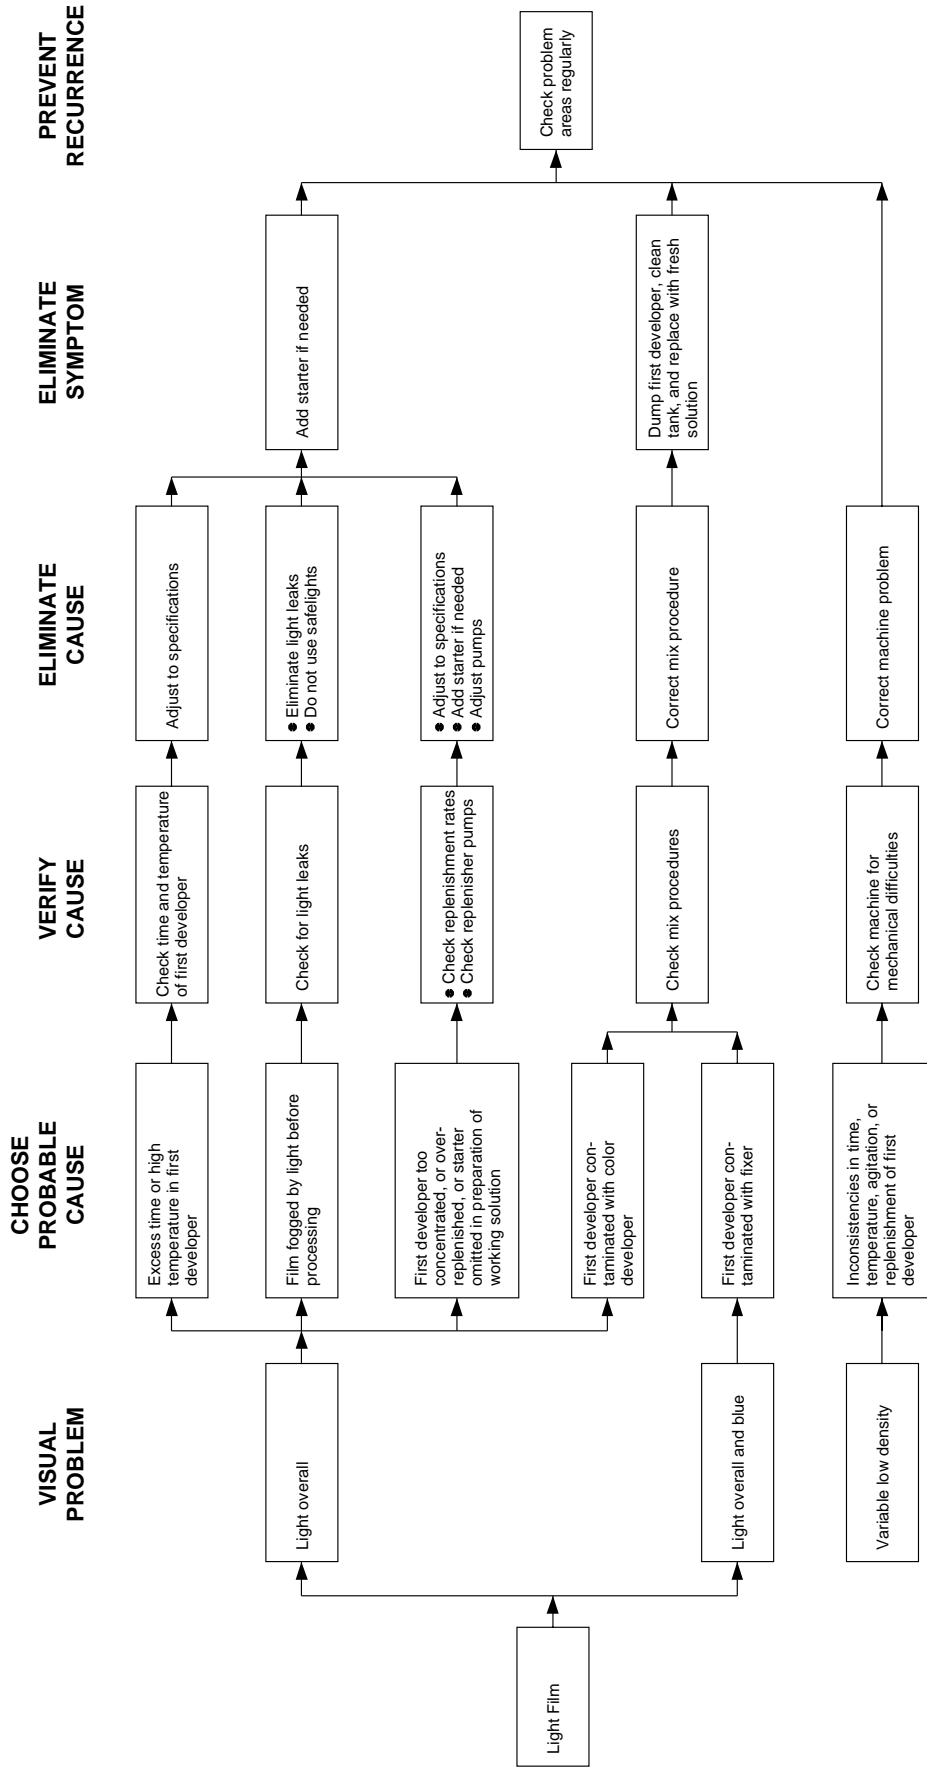 VISUAL
PROBLEM
CHOOSE
PROBABLE
CAUSE
VERIFY
CAUSE
ELIMINATE
CAUSE
ELIMINATE
SYMPTOM
PREVENT
RECURRENCE
Light Film
Light overall
Light overall and blue
Variable low density
Excess time or high
temperature in first
developer
Film fogged by light before
processing
First developer too
concentrated, or over-
replenished, or starter
omitted in preparation of
working solution
First developer con-
taminated with color
developer
First developer con-
taminated with fixer
Inconsistencies in time,
temperature, agitation, or
replenishment of first
developer
Check time and temperature
of first developer
Check for light leaks
● Check replenishment rates
● Check replenisher pumps
Check mix procedures
Check machine for
mechanical difficulties
Adjust to specifications
● Eliminate light leaks
● Do not use safelights
● Adjust to specifications
● Add starter if needed
● Adjust pumps
Correct mix procedure
Correct machine problem
Add starter if needed
Dump first developer, clean
tank, and replace with fresh
solution
Check problem
areas regularly